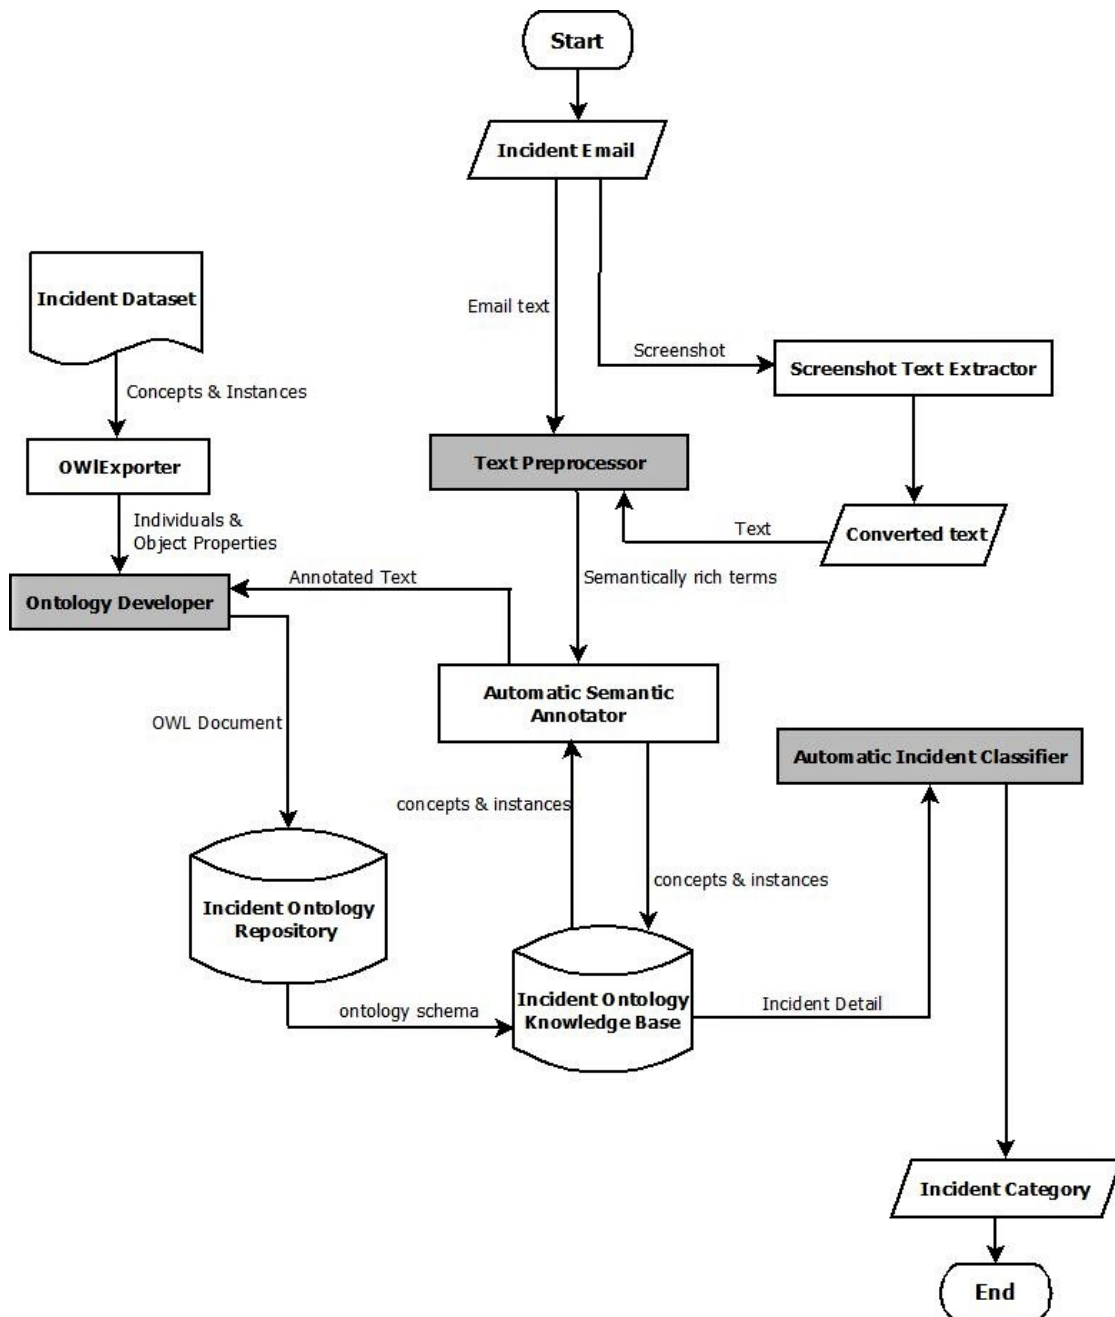 Start
Incident Email
Incident Dataset
Email text
Screenshot
Screenshot Text Extractor
Concepts & Instances
OWlExporter
Text Preprocessor
Individuals &
Object Properties
Text
Converted text
Annotated Text
Semantically rich terms
Ontology Developer
Automatic Semantic
Annotator
OWL Document
Automatic Incident Classifier
concepts & instances
concepts & instances
Incident Ontology
Repository
Incident Ontology
Knowledge Base
ontology schema
Incident Detail
Incident Category
End